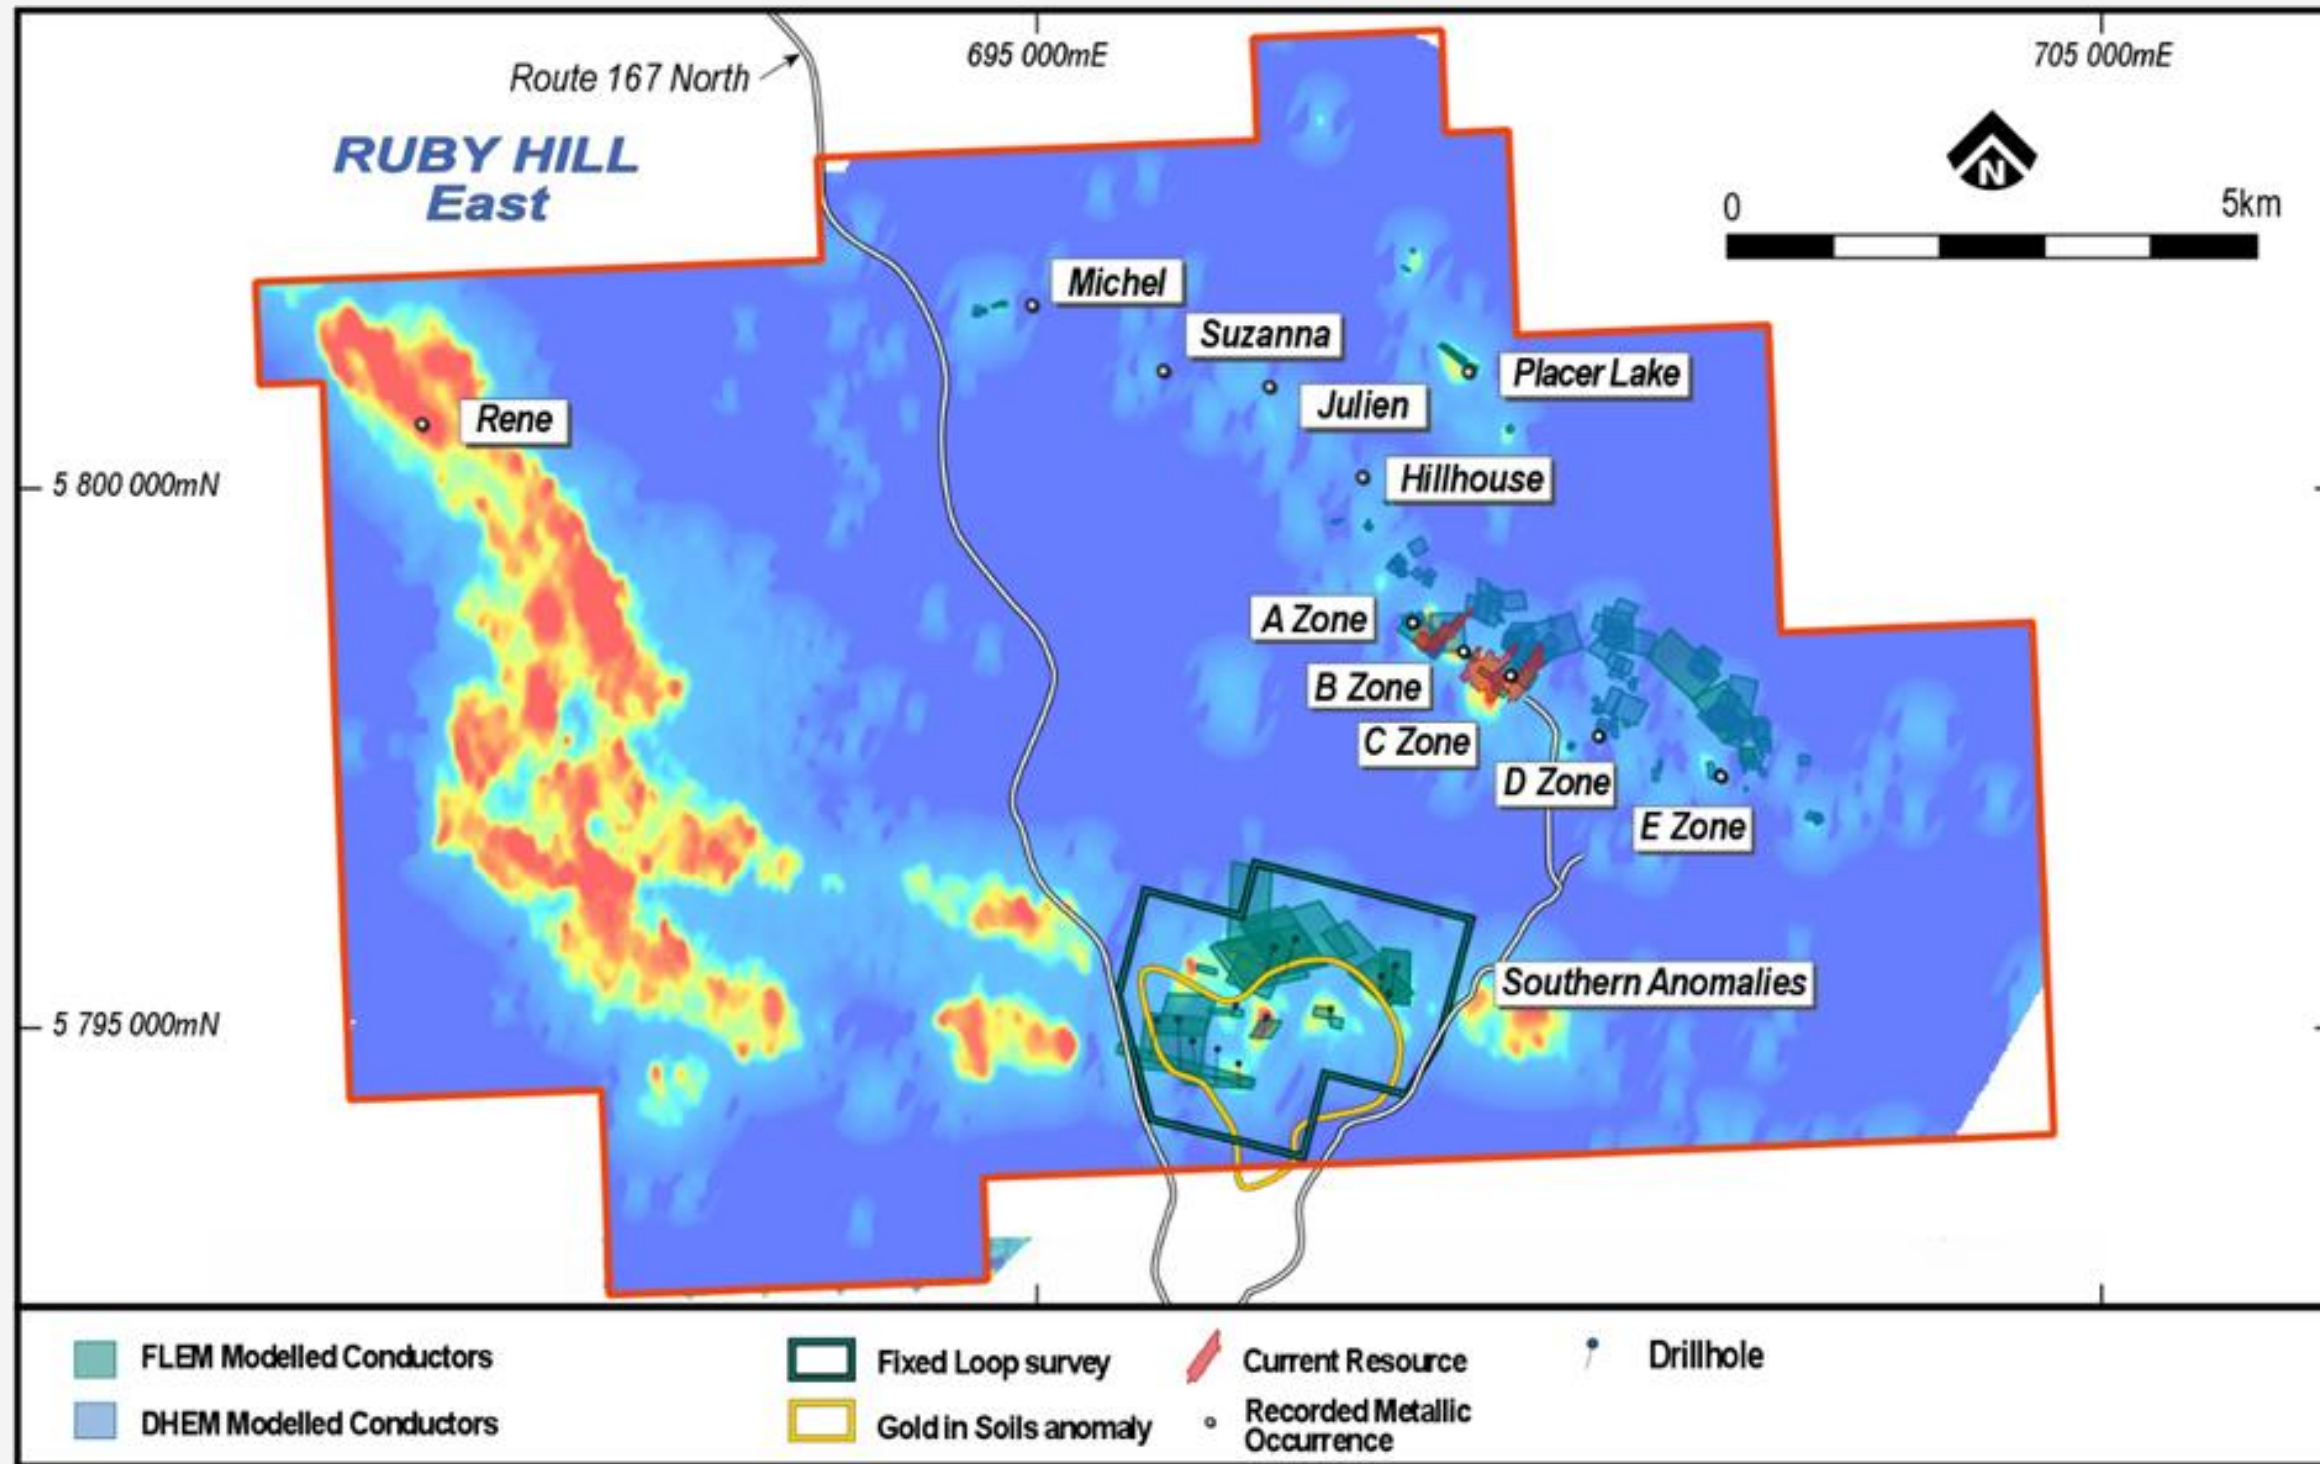 695 000mE
705 000mE
Route 167 North
RUBY HILL
East
N
0
5km
Michel
Suzanna
Placer Lake
Julien
Rene
Hillhouse
5 800 000mN
A Zone
B Zone
C Zone
D Zone
E Zone
Southern Anomalies
5 795 000mN
FLEM Modelled Conductors
DHEM Modelled Conductors
Fixed Loop survey
Gold in Soils anomaly
Current Resource
Recorded Metallic
Occurrence
Drillhole